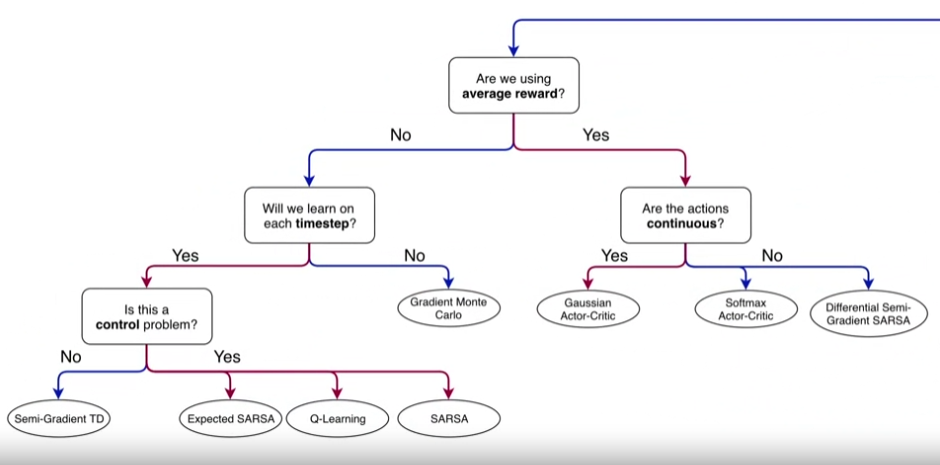 Are we using
average reward?
No
Yes
Will we learn on
each timestep?
Are the actions
continuous?
Yes
No
Yes
No
Is this a
control problem?
Gradient Monte
Carlo
Gaussian
Actor-Critic
Softmax
Actor-Critic
Differential Semi-
Gradient SARSA
No
Yes
Semi-Gradient TD
Expected SARSA
Q-Learning
SARSA